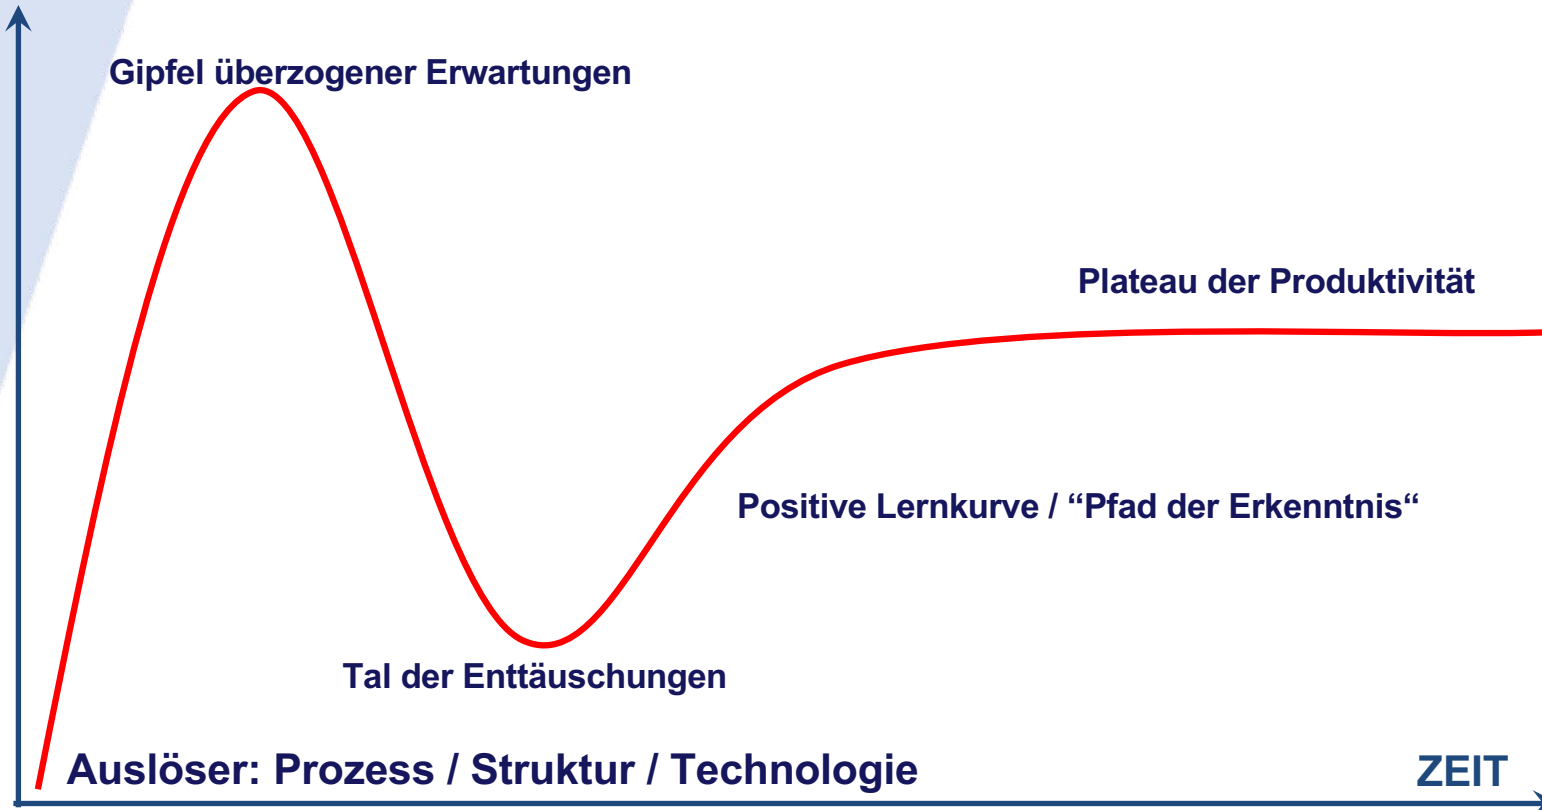 Gipfel überzogener Erwartungen
Plateau der Produktivität
Positive Lernkurve / “Pfad der Erkenntnis“
Tal der Enttäuschungen
Auslöser: Prozess / Struktur / Technologie
ZEIT